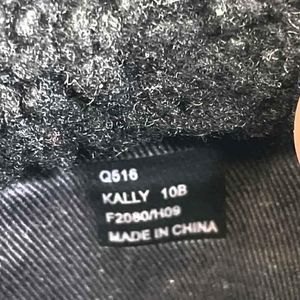 Q516
KALLY 10B
F2080/H09
MADE IN CHINA